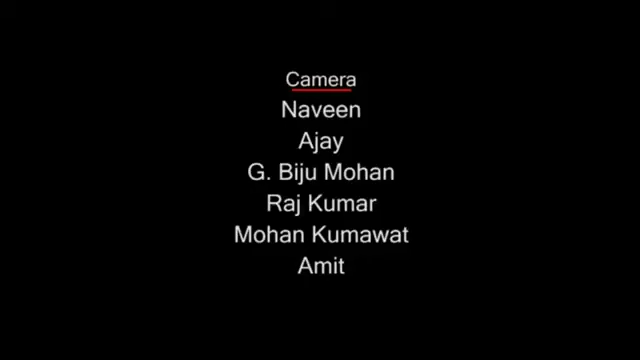 Camera
Naveen
Ajay
G. Biju Mohan
Raj Kumar
Mohan Kumawat
Amit